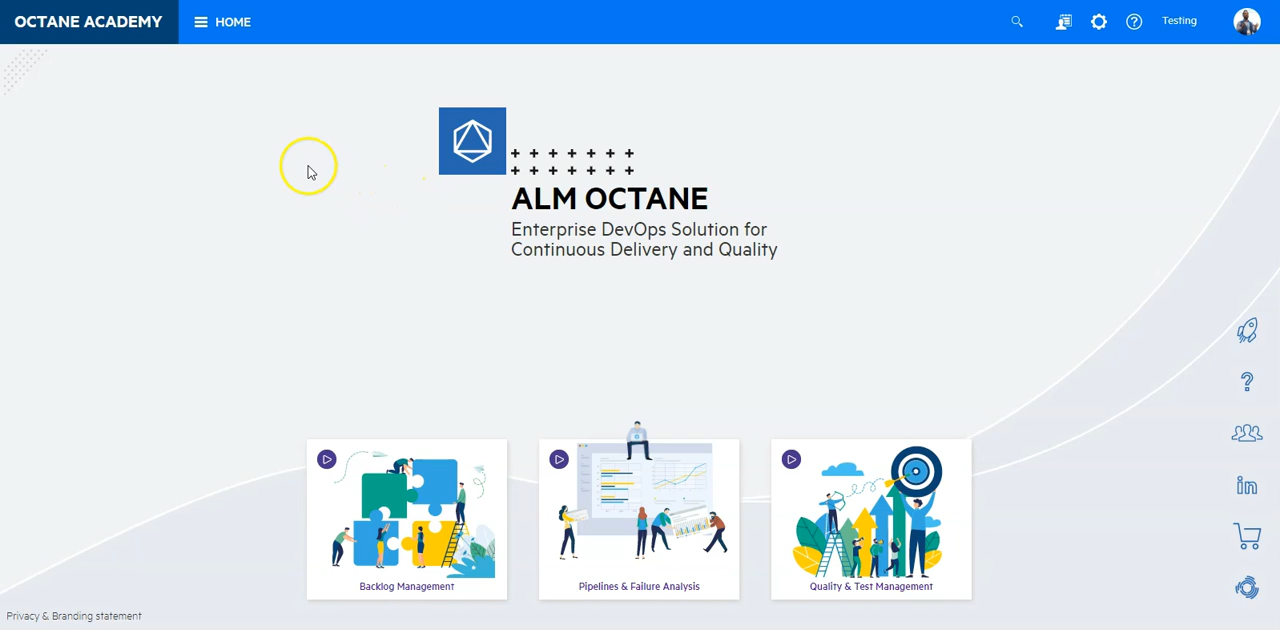 OCTANE ACADEMY
HOME
Testing
ALM OCTANE
Enterprise DevOps Solution for
Continuous Delivery and Quality
Backlog Management
Pipelines & Failure Analysis
Quality & Test Management
Privacy & Branding statement